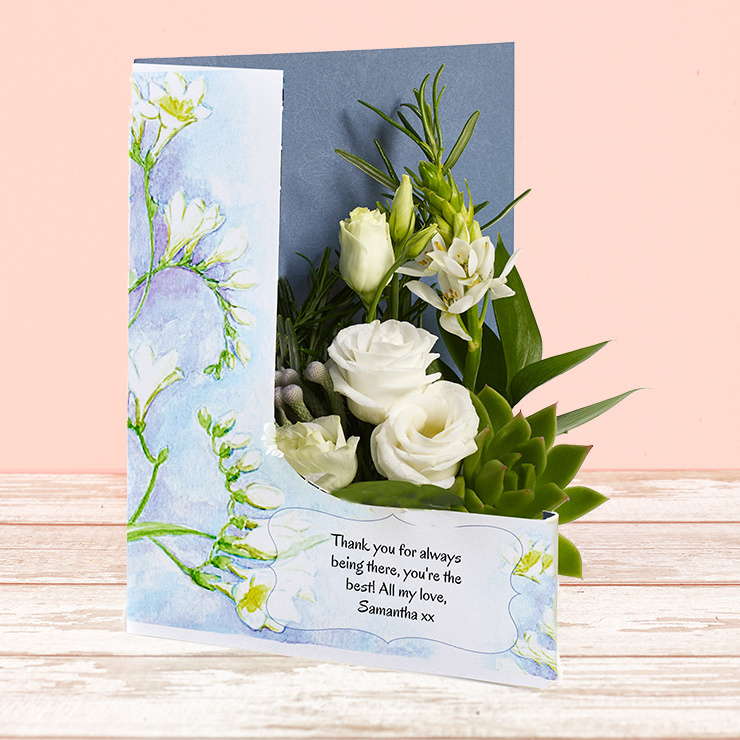 Thank you for always
being there, you're the
best! All my love,
Samantha xx